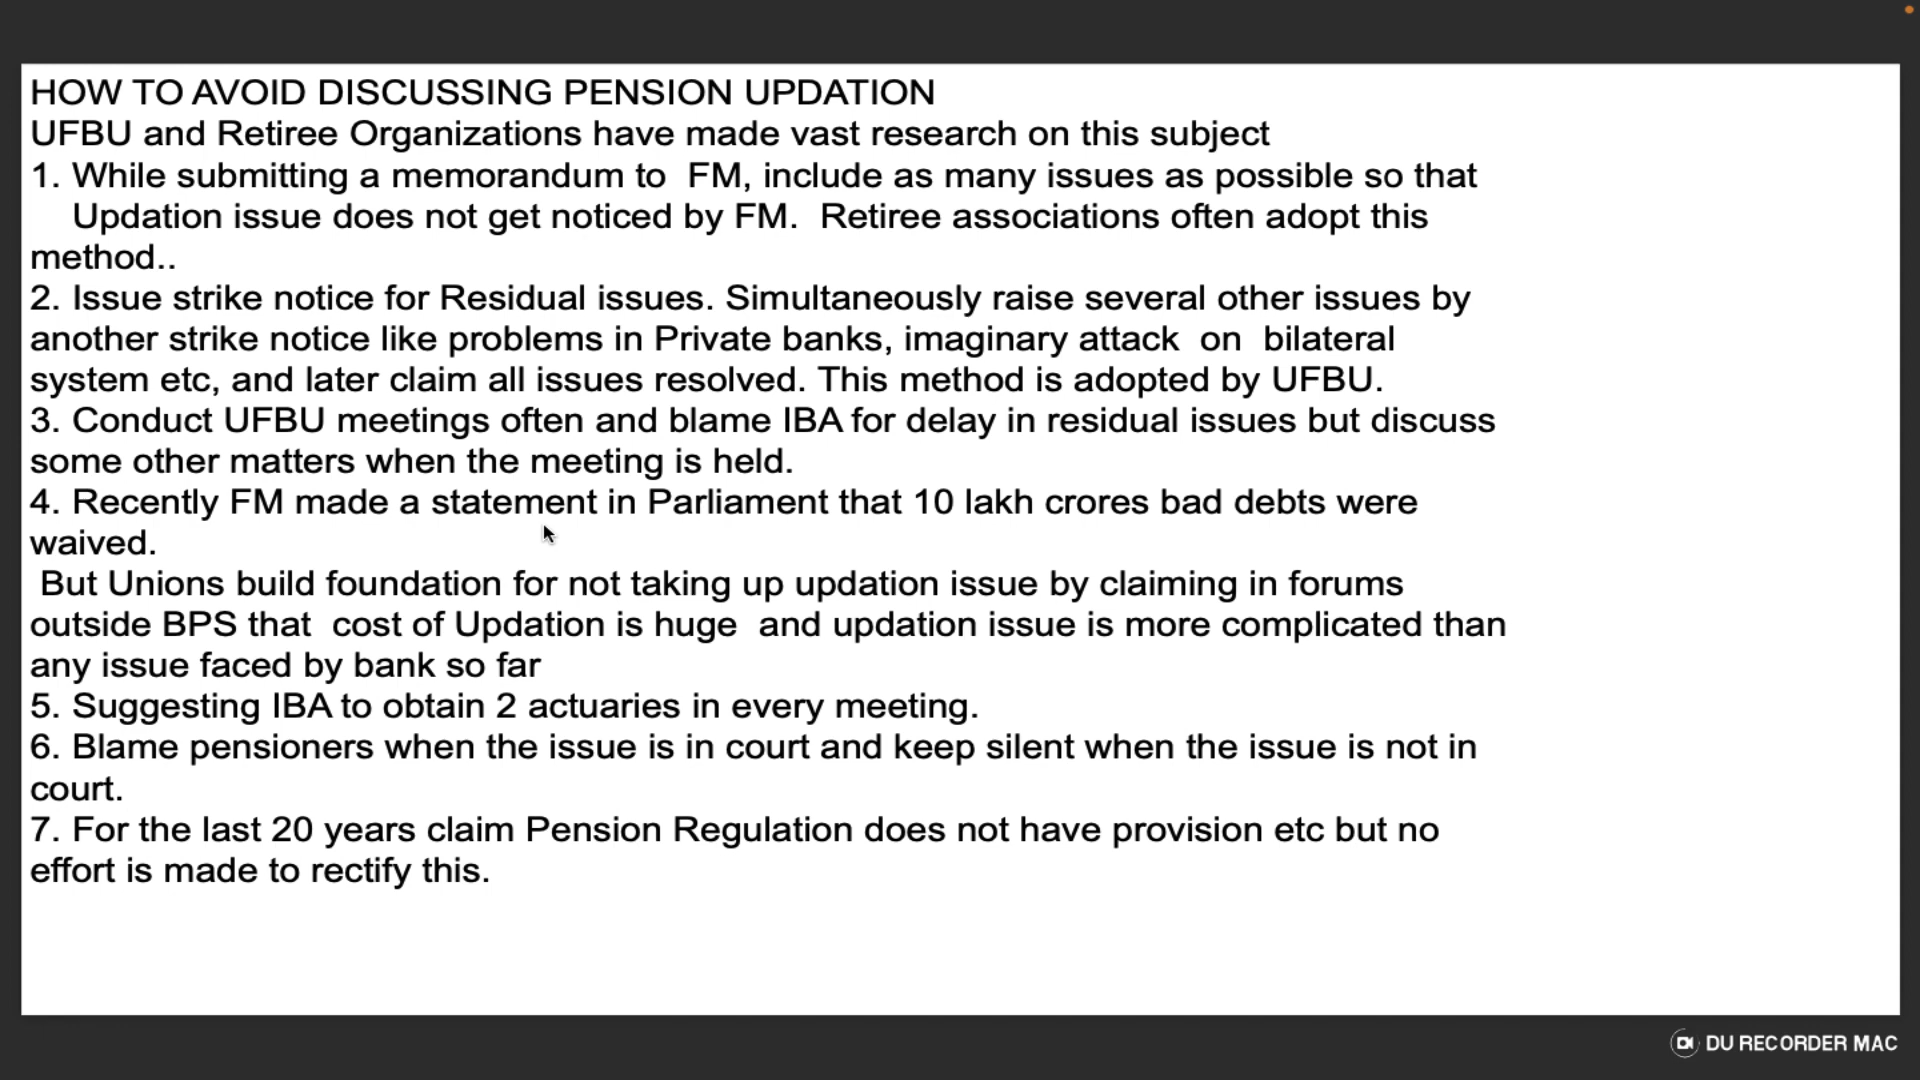 HOW TO AVOID DISCUSSING PENSION UPDATION
UFBU and Retiree Organizations have made vast research on this subject
1. While submitting a memorandum to  FM, include as many issues as possible so that
Updation issue does not get noticed by FM.  Retiree associations often adopt this
method..
2. Issue strike notice for Residual issues. Simultaneously raise several other issues by
another strike notice like problems in Private banks, imaginary attack  on  bilateral
system etc, and later claim all issues resolved. This method is adopted by UFBU.
3. Conduct UFBU meetings often and blame IBA for delay in residual issues but discuss
some other matters when the meeting is held.
4. Recently FM made a statement in Parliament that 10 lakh crores bad debts were
waived.
But Unions build foundation for not taking up updation issue by claiming in forums
outside BPS that  cost of Updation is huge  and updation issue is more complicated than
any issue faced by bank so far
5. Suggesting IBA to obtain 2 actuaries in every meeting.
6. Blame pensioners when the issue is in court and keep silent when the issue is not in
court.
7. For the last 20 years claim Pension Regulation does not have provision etc but no
effort is made to rectify this.
DU RECORDER MAC